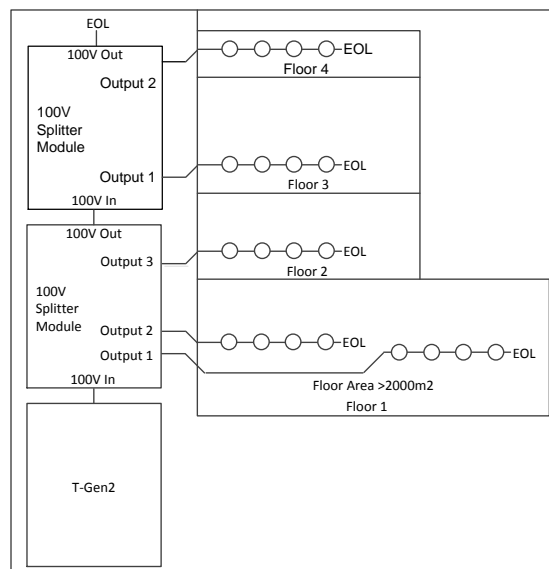 EOL
100V Out
Output 2
100V
Splitter
Module
Output 1
100V In
EOL
Floor 4
EOL
Floor 3
100V Out
Output 3
100V
Splitter
Module
Output 2
Output 1
100V In
EOL
Floor 2
EOL
EOL
Floor Area >2000m2
Floor 1
T-Gen2